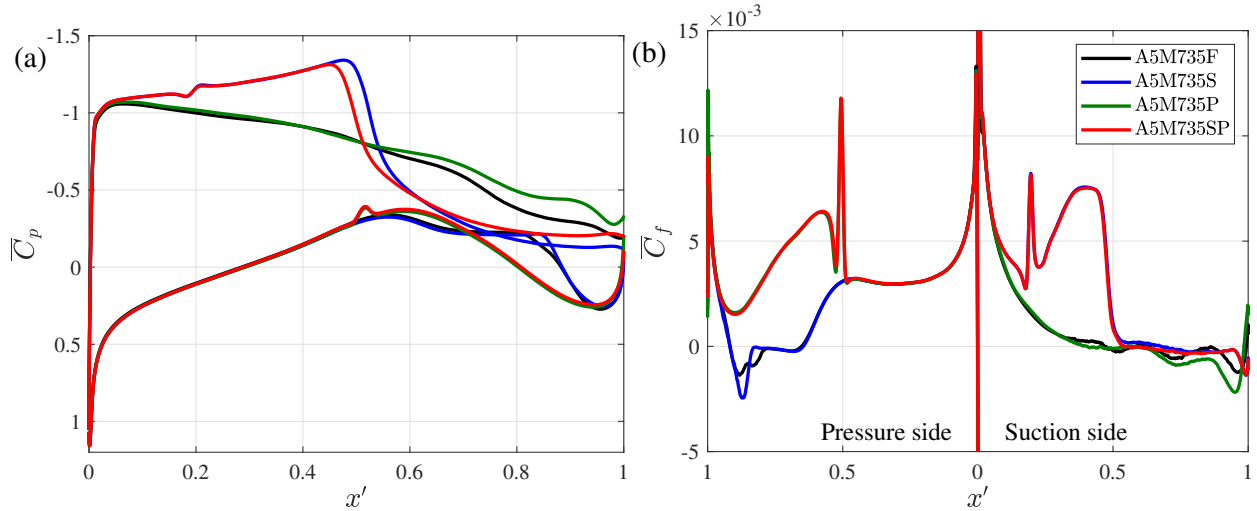 (a)
-1.5
-1
-0.5
0
0.5
1
0 0.2 0.4 0.6 0.8 1
x′
C̅p
(b)
×10⁻³
15
10
5
0
-5
1 0.5 0 0.5 1
x′
C̅f
A5M735F
A5M735S
A5M735P
A5M735SP
Pressure side Suction side